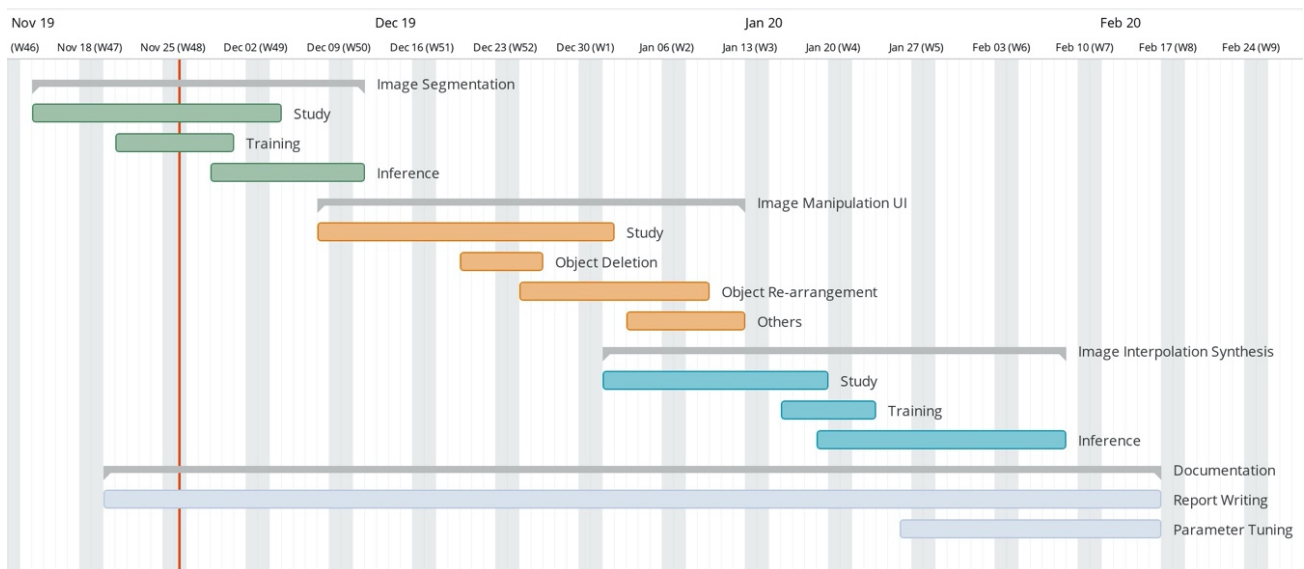 Nov 19 Dec 19 Jan 20 Feb 20
(W46) Nov 18 (W47) Nov 25 (W48) Dec 02 (W49) Dec 09 (W50) Dec 16 (W51) Dec 23 (W52) Dec 30 (W1) Jan 06 (W2) Jan 13 (W3) Jan 20 (W4) Jan 27 (W5) Feb 03 (W6) Feb 10 (W7) Feb 17 (W8) Feb 24 (W9)
Image Segmentation
Study
Training
Inference
Image Manipulation UI
Study
Object Deletion
Object Re-arrangement
Others
Image Interpolation Synthesis
Study
Training
Inference
Documentation
Report Writing
Parameter Tuning